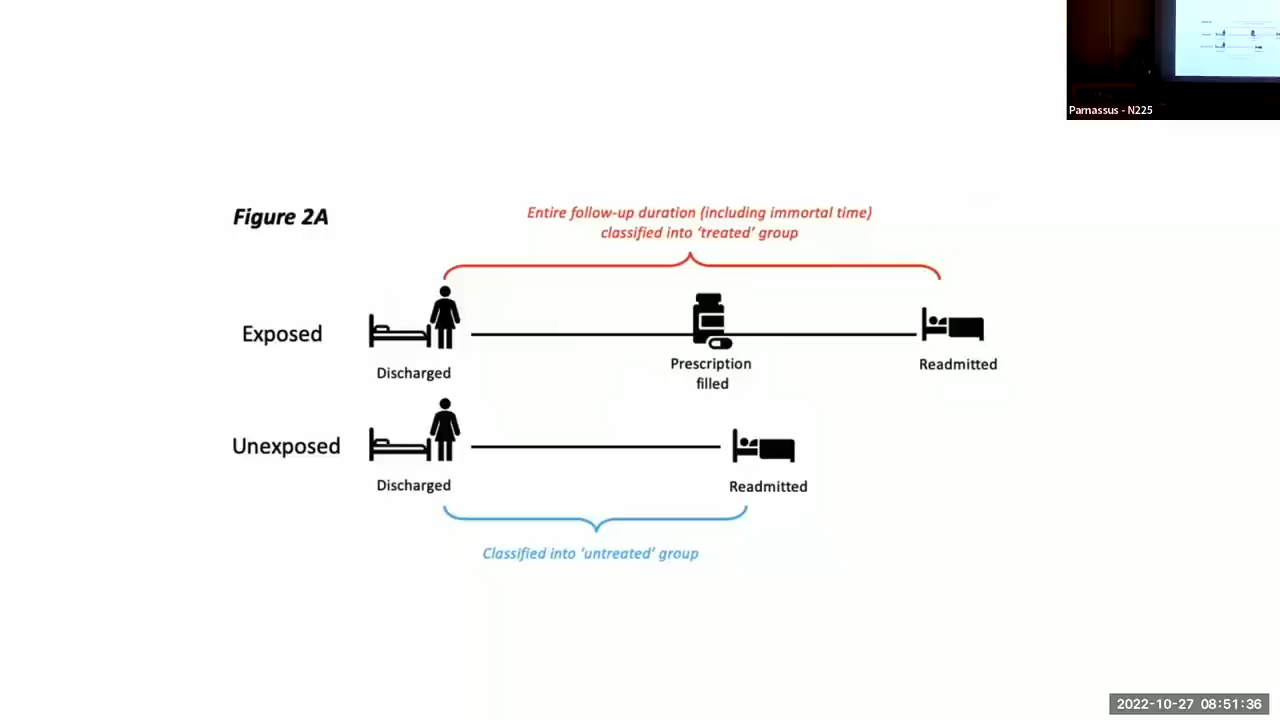 Parnassus - N225
Figure 2A
Entire follow-up duration (including immortal time)
classified into ‘treated’ group
Exposed
Discharged
Prescription
filled
Readmitted
Unexposed
Discharged
Readmitted
Classified into ‘untreated’ group
2022-10-27 08:51:36